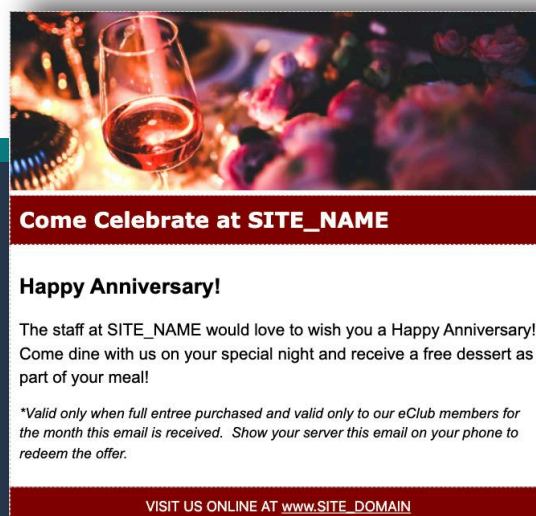 Come Celebrate at SITE_NAME
Happy Anniversary!
The staff at SITE_NAME would love to wish you a Happy Anniversary!
Come dine with us on your special night and receive a free dessert as
part of your meal!
*Valid only when full entree purchased and valid only to our eClub members for
the month this email is received.  Show your server this email on your phone to
redeem the offer.
VISIT US ONLINE AT www.SITE_DOMAIN